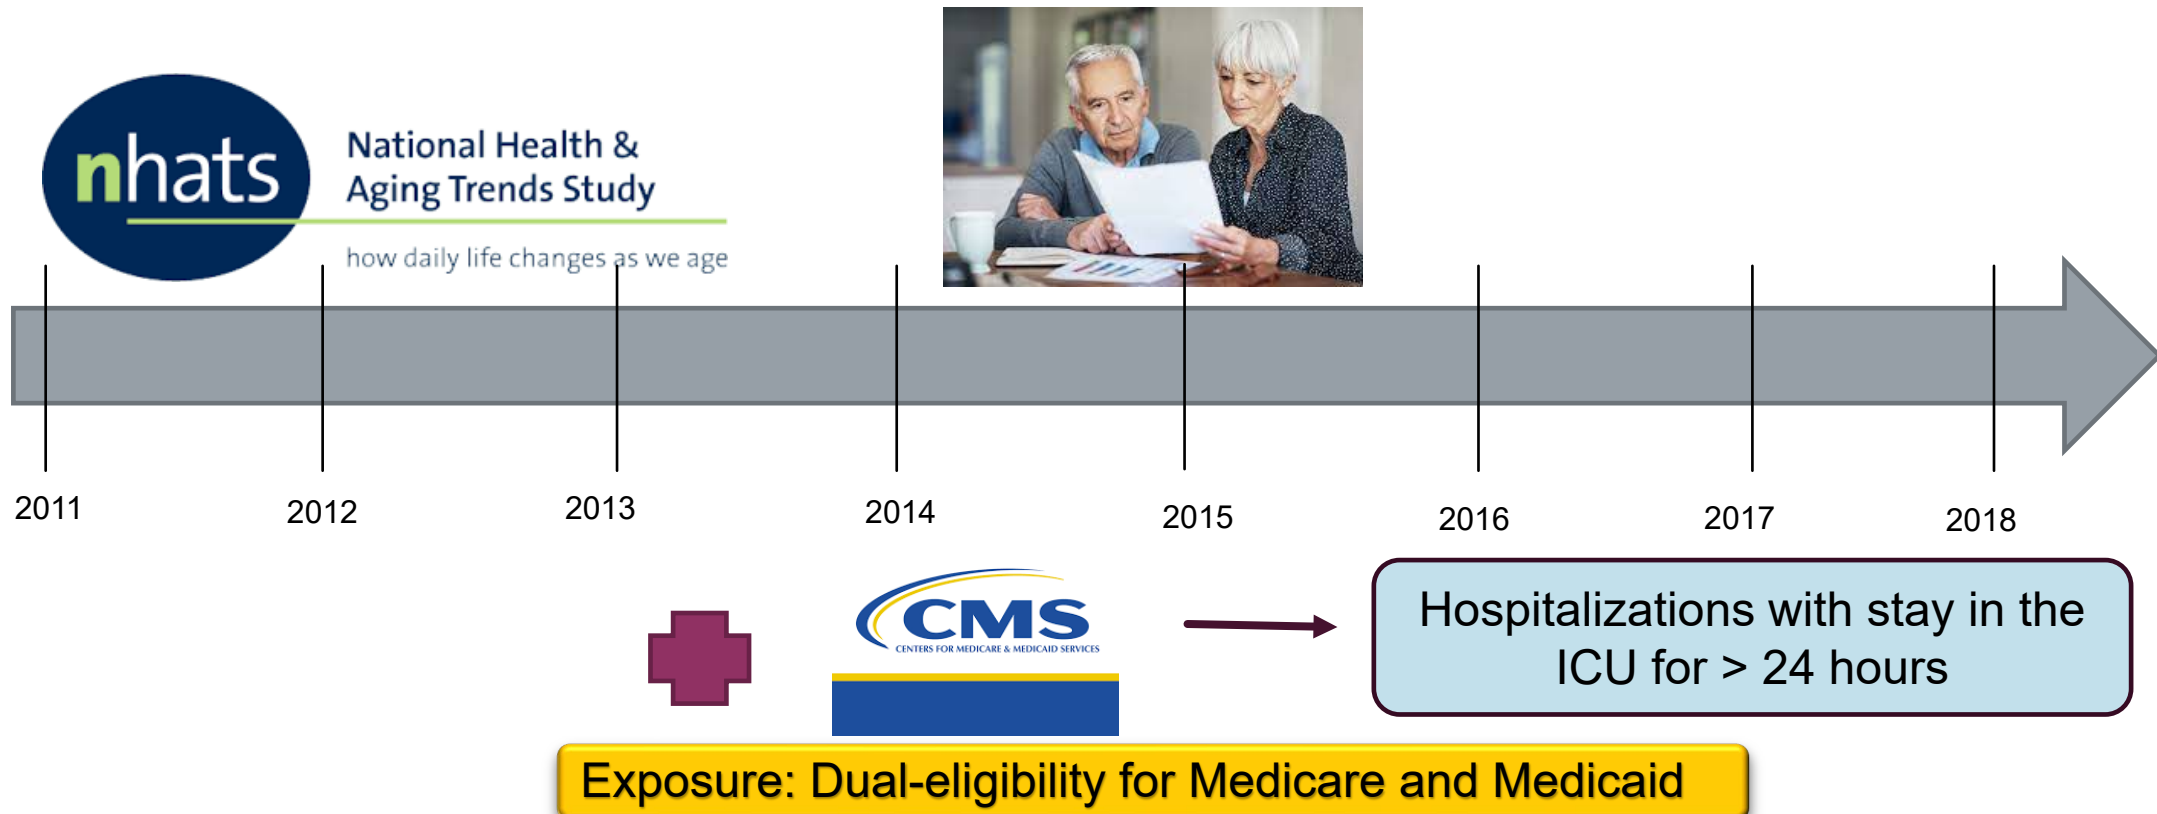 nhats
National Health &
Aging Trends Study
how daily life changes as we age
2011
2012
2013
2014
2015
2016
2017
2018
CMS
CENTERS FOR MEDICARE & MEDICAID SERVICES
Hospitalizations with stay in the
ICU for > 24 hours
Exposure: Dual-eligibility for Medicare and Medicaid